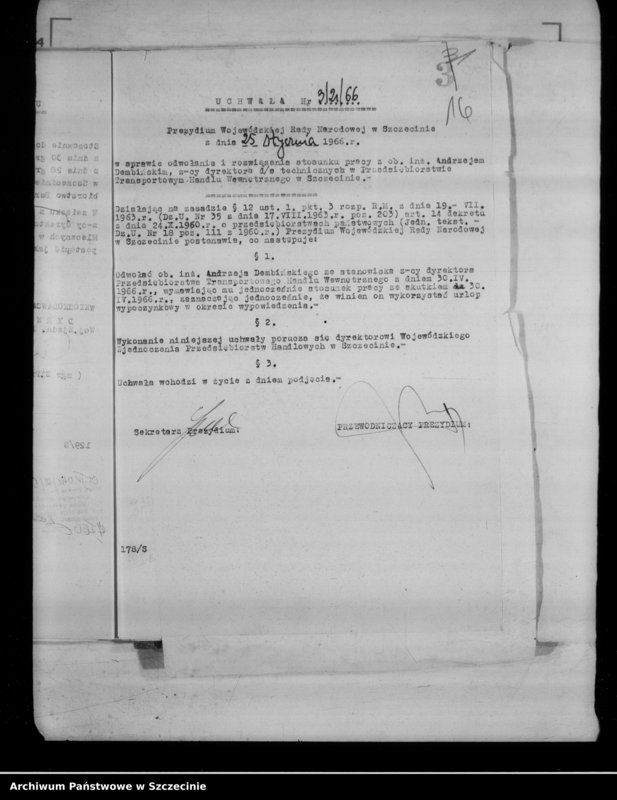 16
U C H W A Ł A Nr 3/21/66.
Prezydium Wojewódzkiej Rady Narodowej w Szczecinie
z dnia 25 stycznia 1966.r.
w sprawie odwołania i rozwiązania stosunku pracy z ob. inż. Andrzejem
Dembińskim, z-cy dyrektora d/s technicznych w Przedsiębiorstwie
Transportowym Handlu Wewnętrznego w Szczecinie.-
Działając na zasadzie § 12 ust. 1, pkt. 3 rozp. R.M. z dnia 19.- VII.
1963.r. (Dz.U. Nr 35 z dnia 17.VIII.1963.r. poz. 203) art. 14 dekretu
z dnia 24.X.1960.r. o przedsiębiorstwach państwowych (Jedn. tekst. -
Dz.U. Nr 18 poz. 111 z 1960.r.) Prezydium Wojewódzkiej Rady Narodowej
w Szczecinie postanawia, co następuje:
§ 1.
Odwołać ob. inż. Andrzeja Dembińskiego ze stanowiska z-cy dyrektora
Przedsiębiorstwa Transportowego Handlu Wewnętrznego z dniem 30.IV.
1966.r., wymawiając mu jednocześnie stosunek pracy ze skutkiem 30.
IV.1966.r., zaznaczając jednocześnie, że winien on wykorzystać urlop
wypoczynkowy w okresie wypowiedzenia.-
§ 2.
Wykonanie niniejszej uchwały porucza się dyrektorowi Wojewódzkiego
Zjednoczenia Przedsiębiorstw Handlowych w Szczecinie.-
§ 3.
Uchwała wchodzi w życie z dniem podjęcia.-
Sekretarz Prezydium:
PRZEWODNICZĄCY PREZYDIUM:
178/S
Archiwum Państwowe w Szczecinie